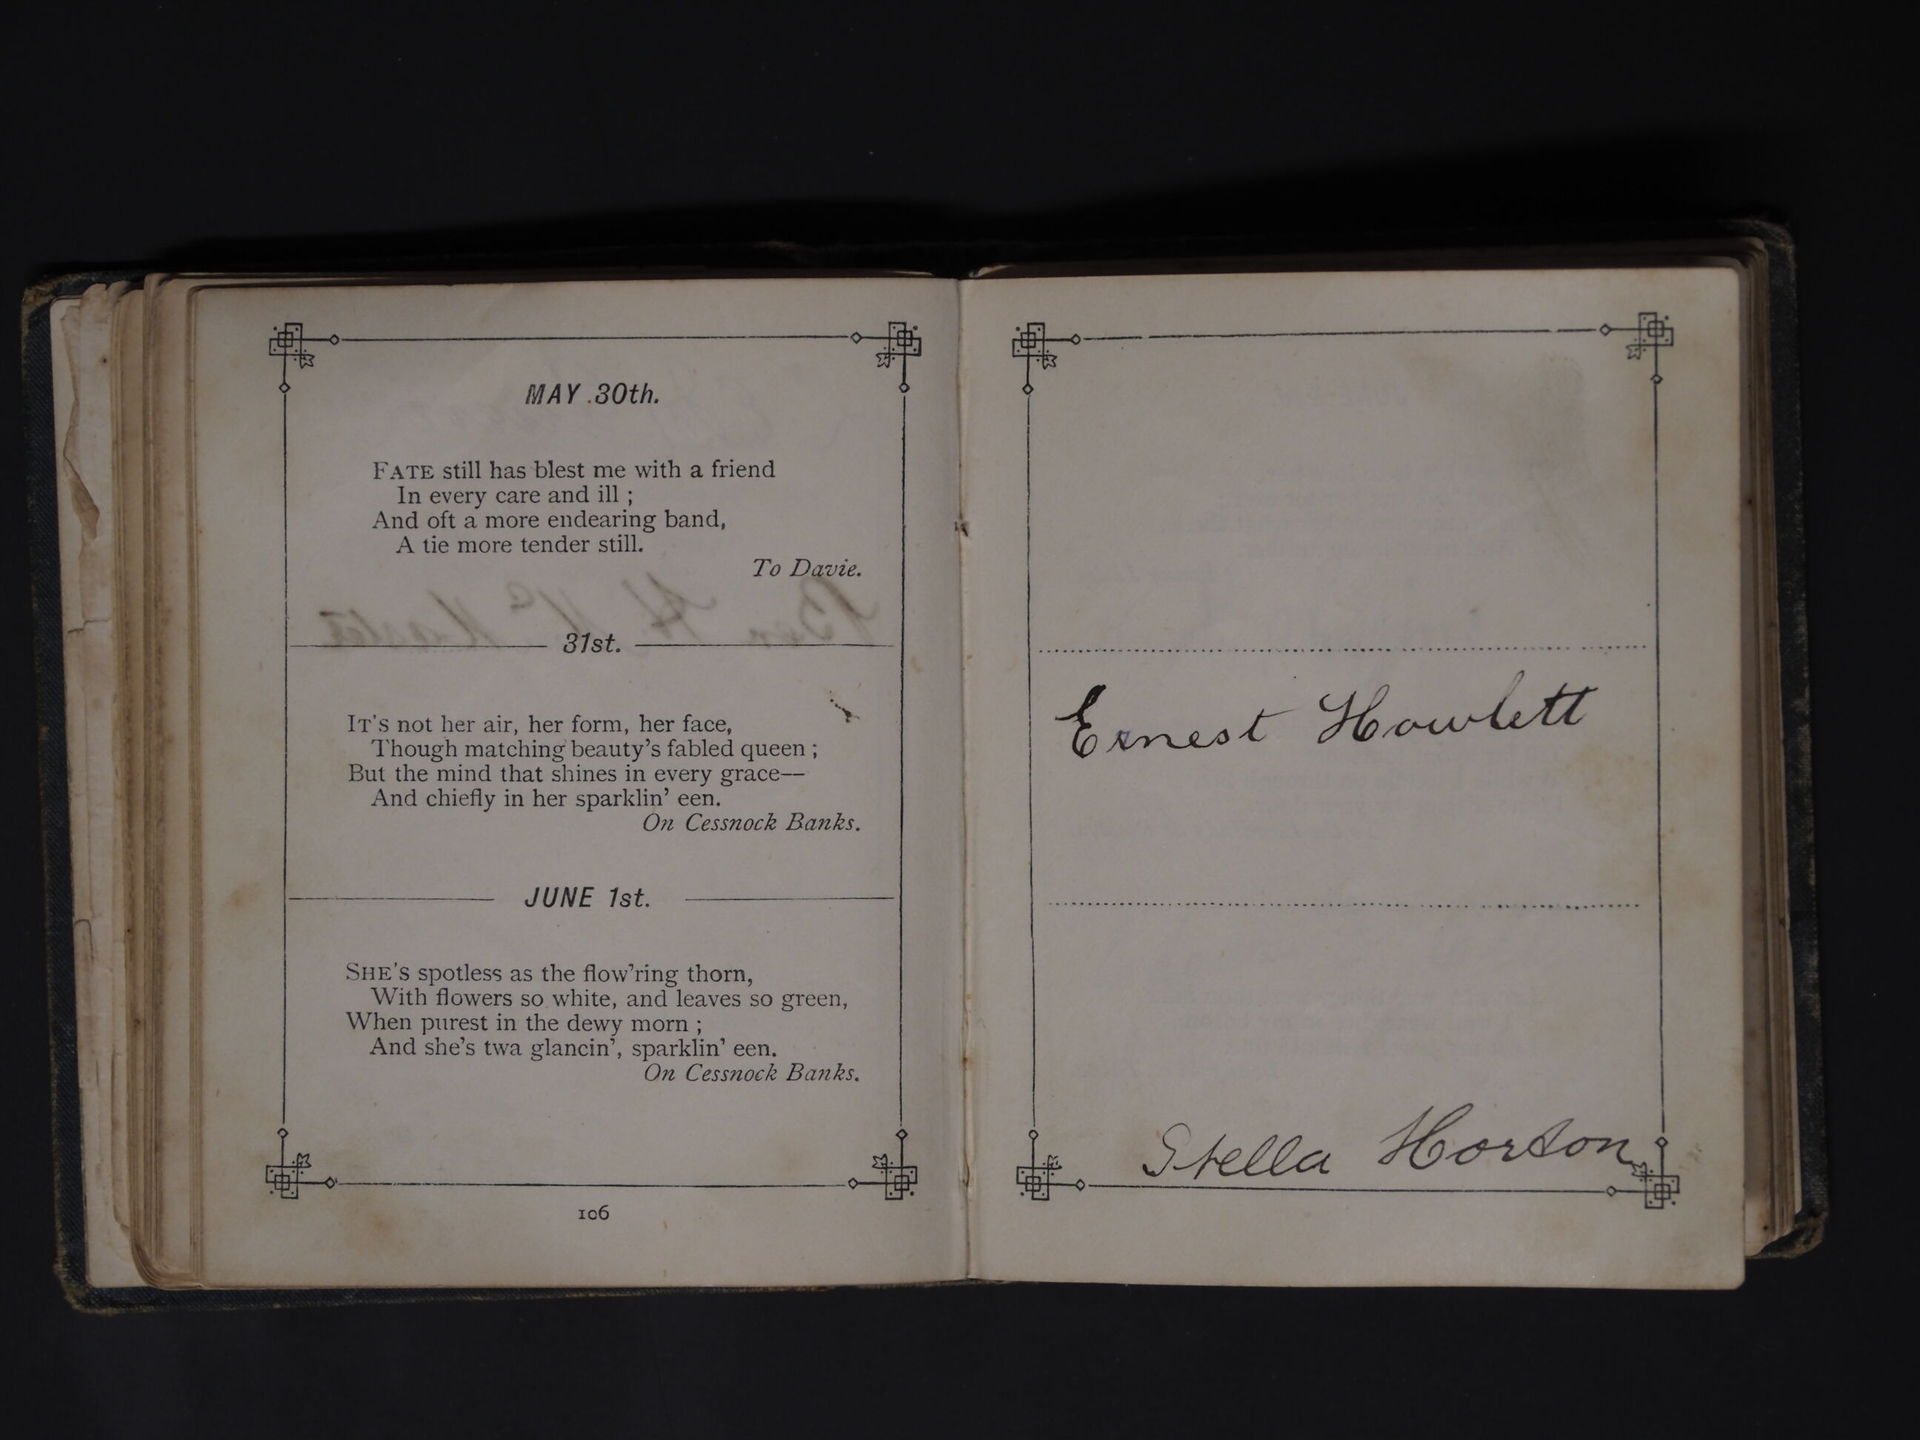 MAY 30th.
FATE still has blest me with a friend
In every care and ill ;
And oft a more endearing band,
A tie more tender still.
To Davie.
31st.
IT'S not her air, her form, her face,
Though matching beauty's fabled queen ;
But the mind that shines in every grace—
And chiefly in her sparklin' een.
On Cessnock Banks.
JUNE 1st.
SHE'S spotless as the flow'ring thorn,
With flowers so white, and leaves so green,
When purest in the dewy morn ;
And she's twa glancin', sparklin' een.
On Cessnock Banks.
106
Ernest Howlett
Stella Horton